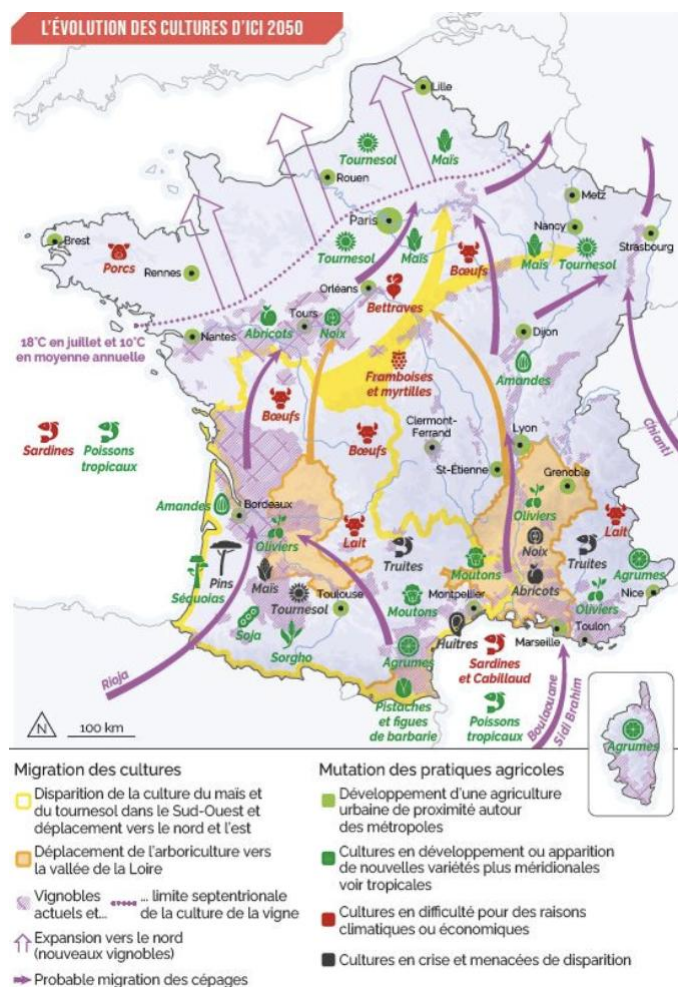 L'ÉVOLUTION DES CULTURES D'ICI 2050
Lille
Tournesol
Maïs
Rouen
Metz
Paris
Nancy
Strasbourg
Brest
Porcs
Rennes
Tournesol
Maïs
Bœufs
Maïs
Tournesol
Orléans
Bettraves
Tours
Nantes
Abricots
Noix
Dijon
18°C en juillet et 10°C
en moyenne annuelle
Amandes
Framboises
et myrtilles
Bœufs
Clermont-
Ferrand
Bœufs
Lyon
Chianti
Sardines
Poissons
tropicaux
St-Étienne
Grenoble
Amandes
Bordeaux
Oliviers
Oliviers
Lait
Lait
Noix
Truites
Truites
Pins
Maïs
Moutons
Abricots
Agrumes
Séquoias
Tournesol
Toulouse
Montpellier
Oliviers
Nice
Moutons
Soja
Marseille
Toulon
Sorgho
Huîtres
Agrumes
Sardines
et Cabillaud
Rioja
Pistaches
et figues
de barbarie
Poissons
tropicaux
Boulaouane
Sidi Brahim
Agrumes
N
100 km
Migration des cultures
Disparition de la culture du maïs et
du tournesol dans le Sud-Ouest et
déplacement vers le nord et l'est
Déplacement de l'arboriculture vers
la vallée de la Loire
Vignobles
actuels et...
... limite septentrionale
de la culture de la vigne
Expansion vers le nord
(nouveaux vignobles)
Probable migration des cépages
Mutation des pratiques agricoles
Développement d'une agriculture
urbaine de proximité autour
des métropoles
Cultures en développement ou apparition
de nouvelles variétés plus méridionales
voir tropicales
Cultures en difficulté pour des raisons
climatiques ou économiques
Cultures en crise et menacées de disparition